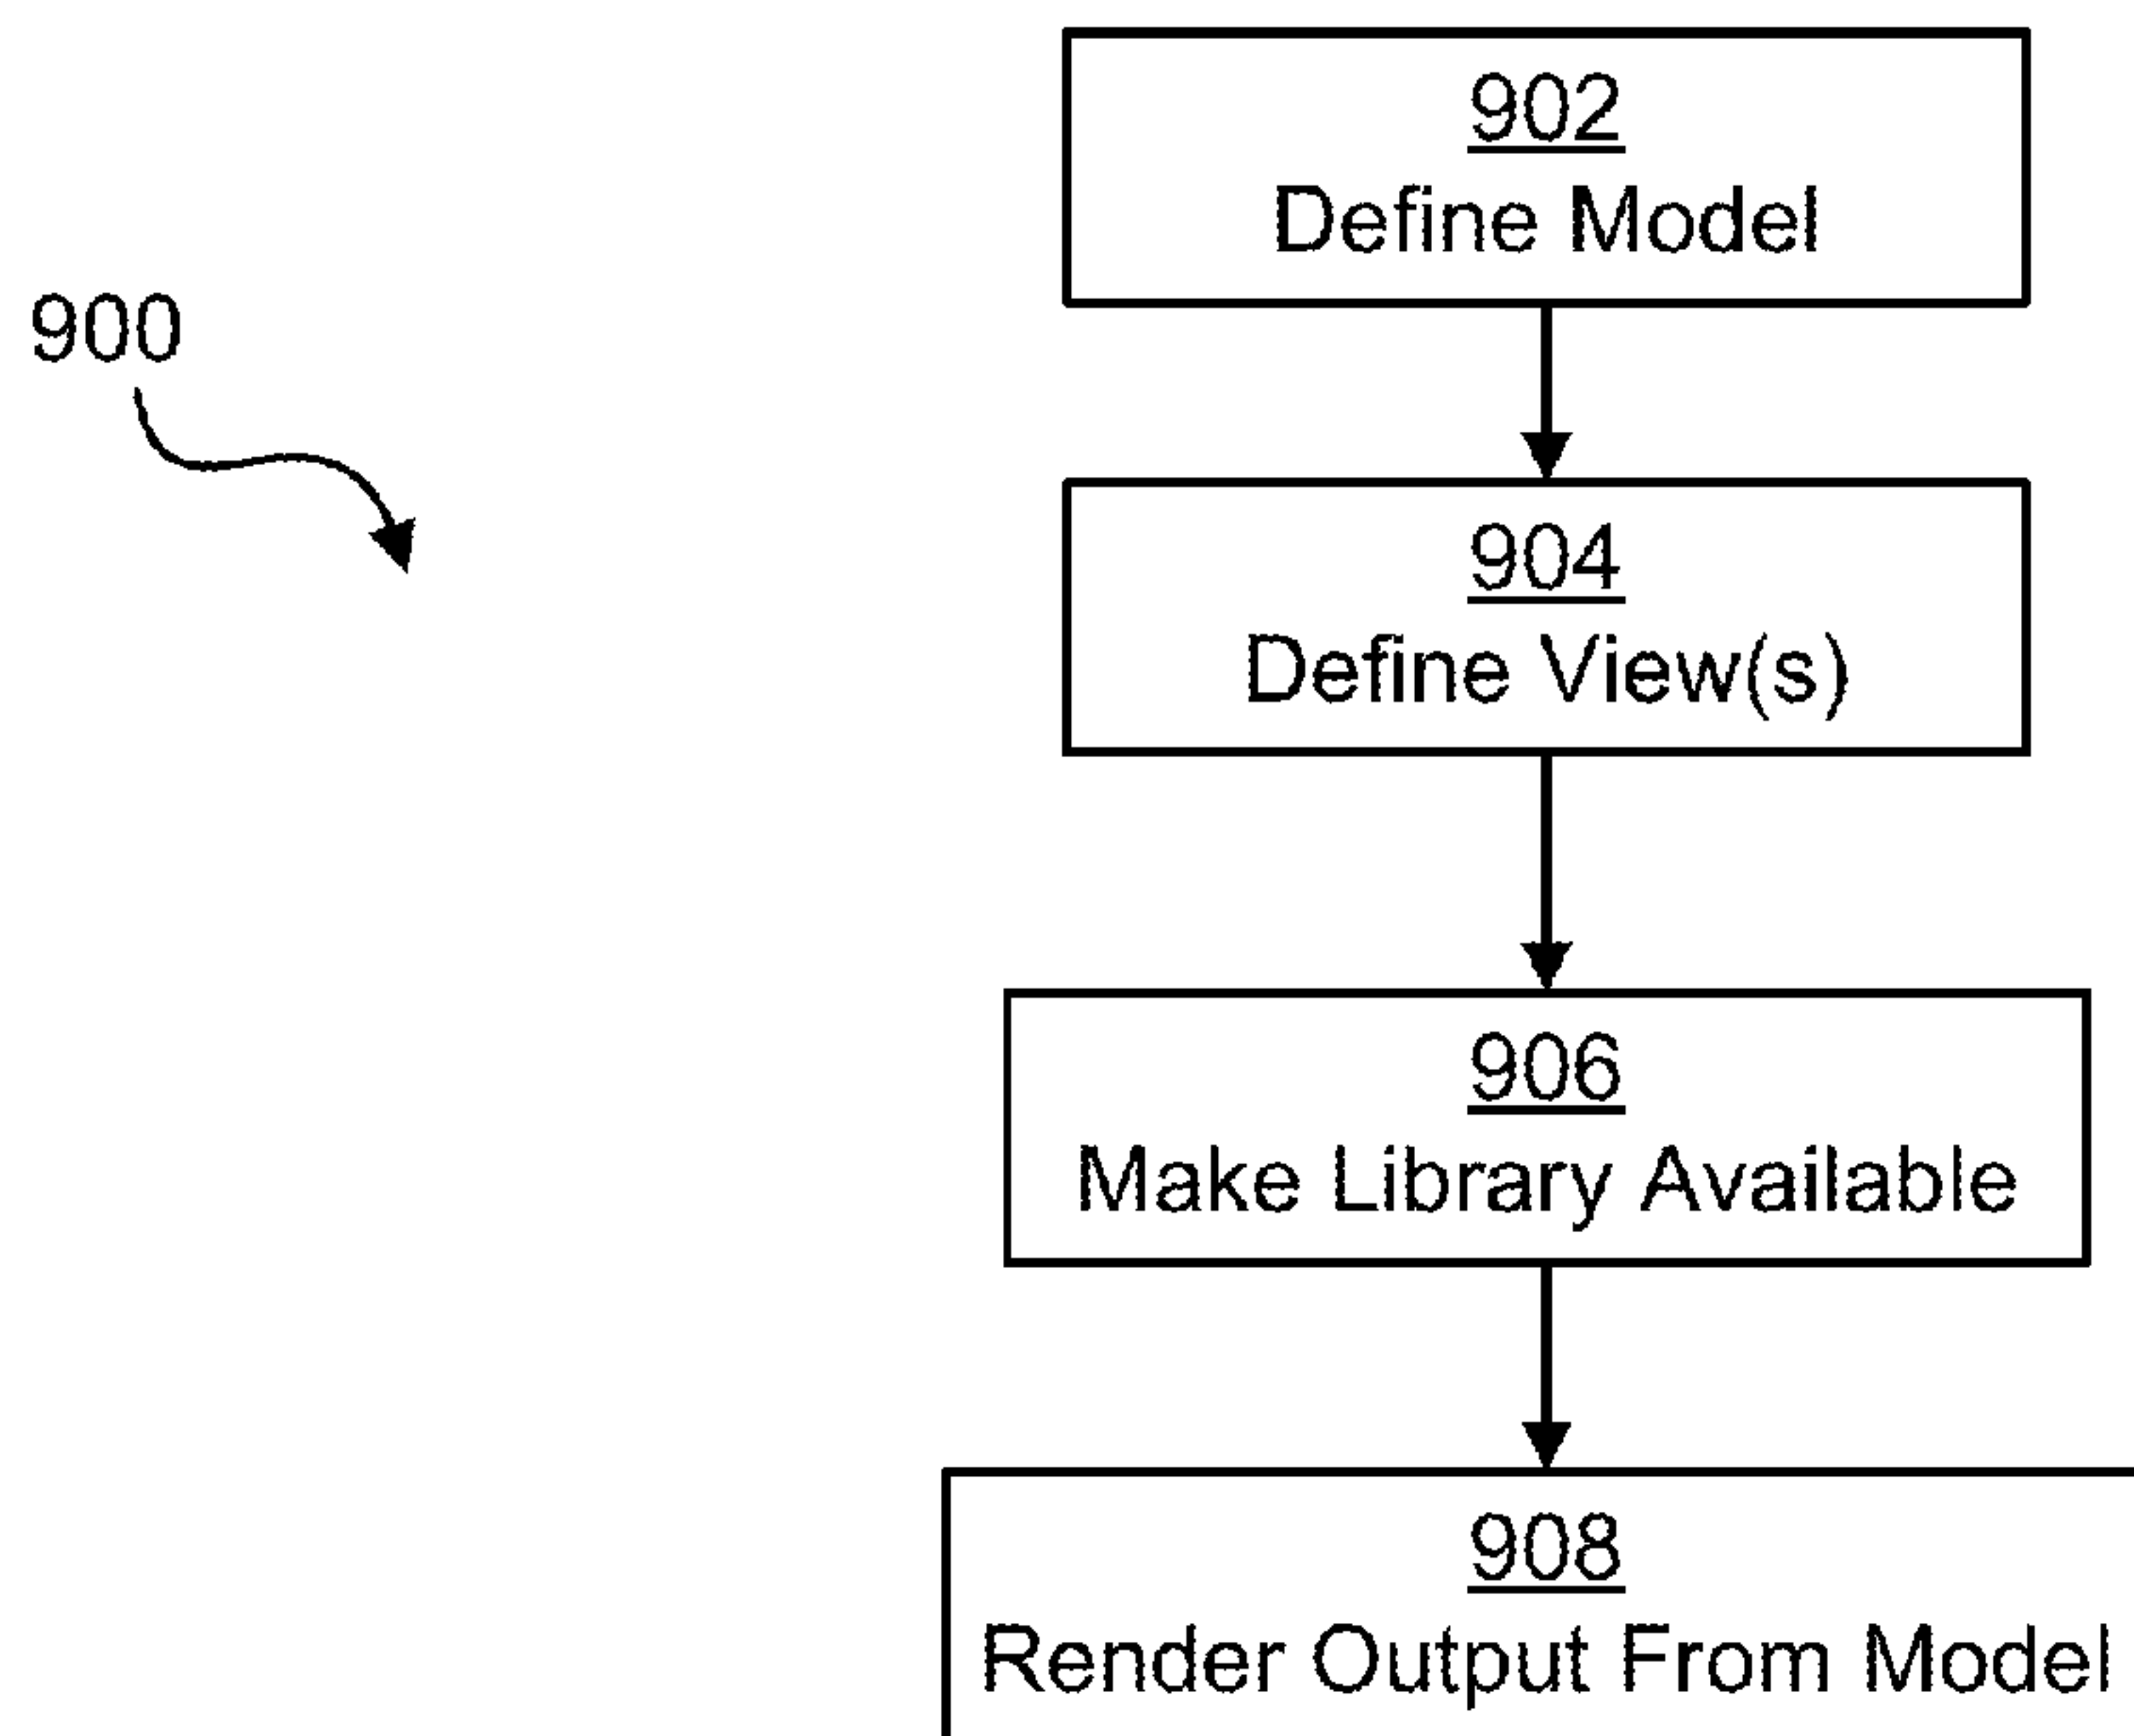 900
902
Define Model
904
Define View(s)
906
Make Library Available
908
Render Output From Model